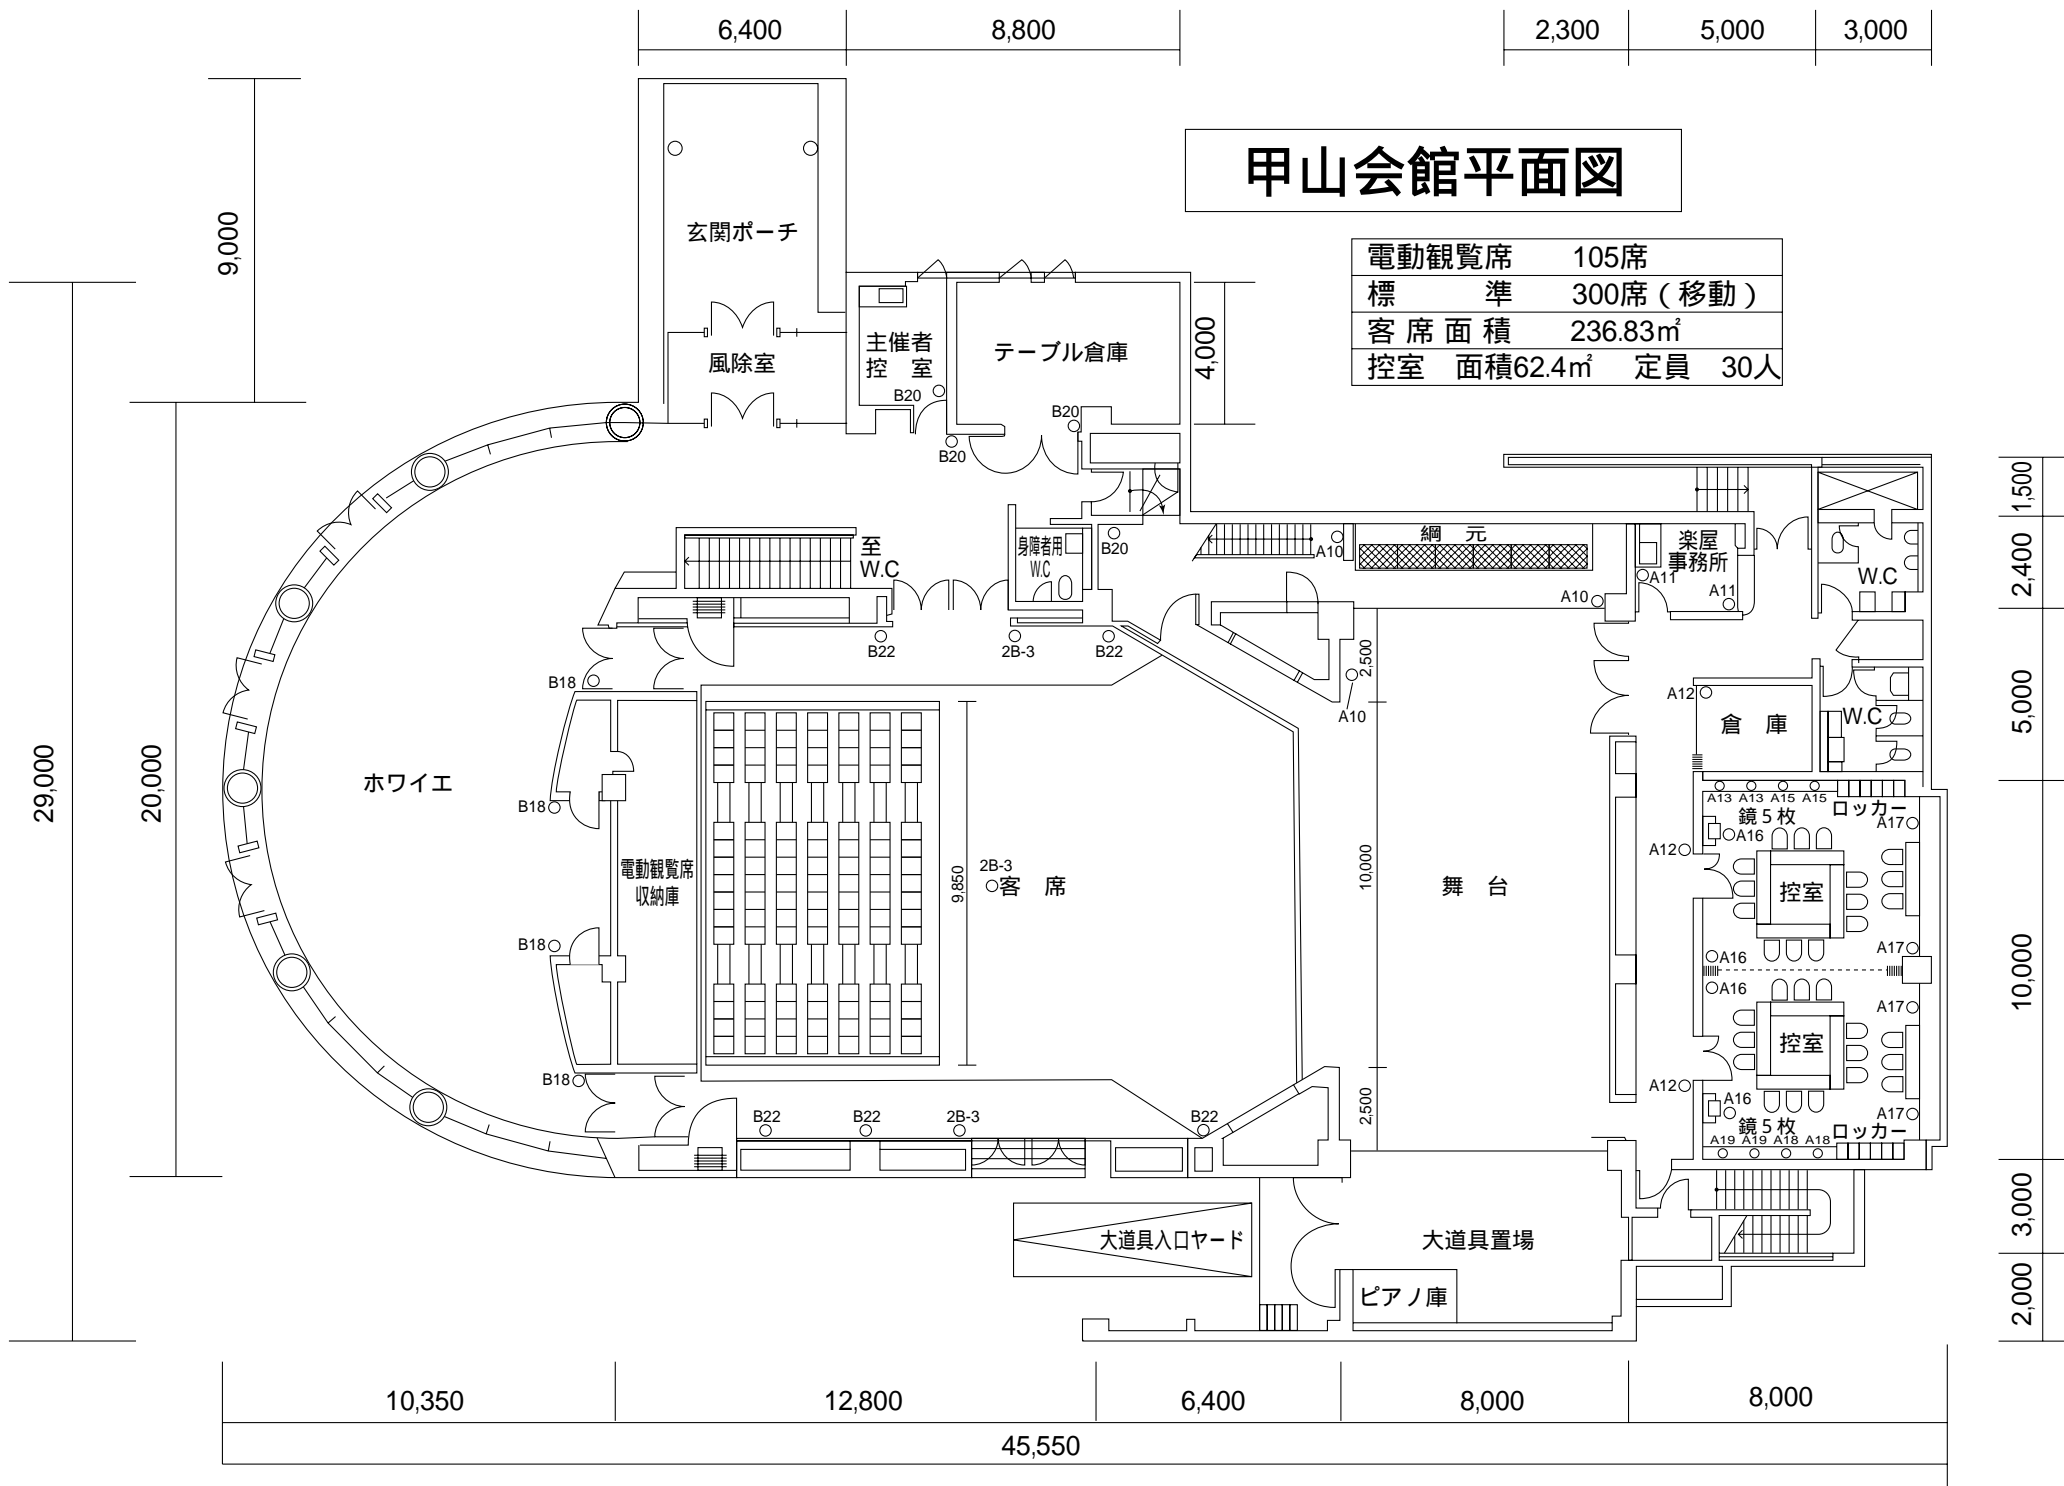 6,400
8,800
2,300
5,000
3,000
甲山会館平面図
電動観覧席 105席
標 準 300席（移動）
客席面積 236.83㎡
控室 面積62.4㎡ 定員 30人
9,000
29,000
20,000
玄関ポーチ
風除室
主催者
控 室
B20
テーブル倉庫
4,000
B20
B20
至
W.C
身障者用
W.C
B20
A10
綱 元
A10
楽屋
事務所
A11
A11
W.C
1,500
2,400
5,000
10,000
3,000
2,000
B22
2B-3
B22
B18
2,500
A10
A12
倉 庫
W.C
ホワイエ
B18
電動観覧席
収納庫
B18
9,850
2B-3
客 席
10,000
舞 台
A13
A13
A15
A15
鏡５枚
ロッカー
A16
A17
A12
控室
A16
A17
A16
A17
控室
A12
A16
A17
鏡５枚
ロッカー
A19
A19
A18
A18
B18
B22
B22
2B-3
B22
2,500
大道具入口ヤード
大道具置場
ピアノ庫
10,350
12,800
6,400
8,000
8,000
45,550